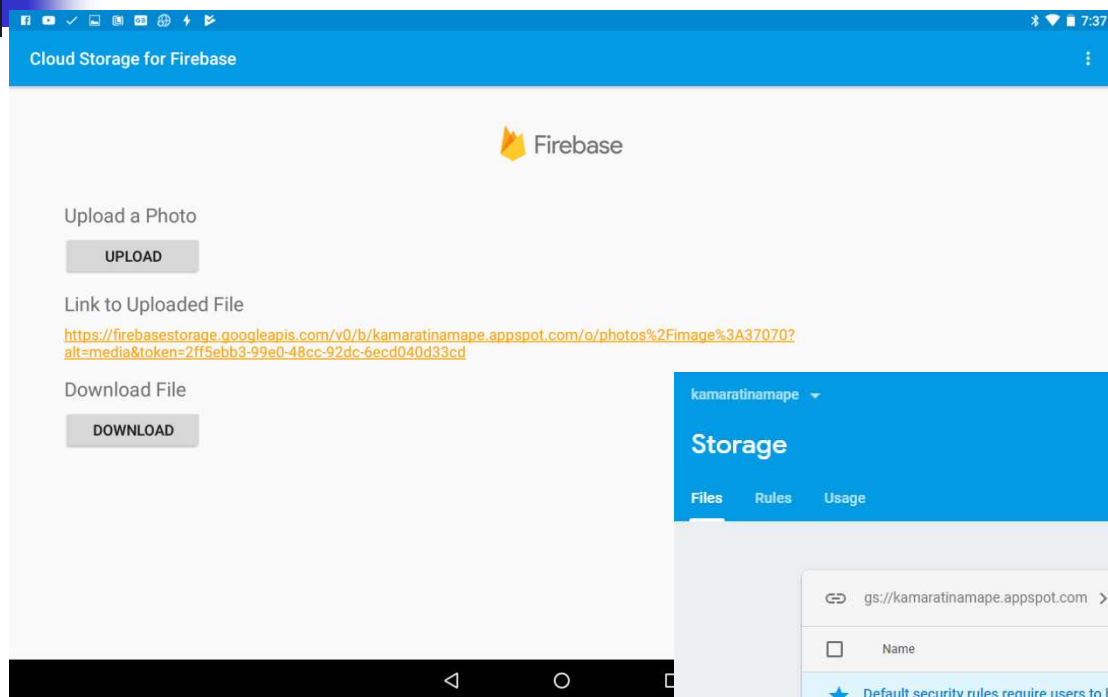 7:37
Cloud Storage for Firebase
Firebase
Upload a Photo
UPLOAD
Link to Uploaded File
https://firebasestorage.googleapis.com/v0/b/kamaratinamape.appspot.com/o/photos%2Fimage%3A37070?
alt=media&token=2ff5ebb3-99e0-48cc-92dc-6ecd040d33cd
Download File
DOWNLOAD
kamaratinamape
Storage
Files Rules Usage
gs://kamaratinamape.appspot.com >
Name
Default security rules require users to